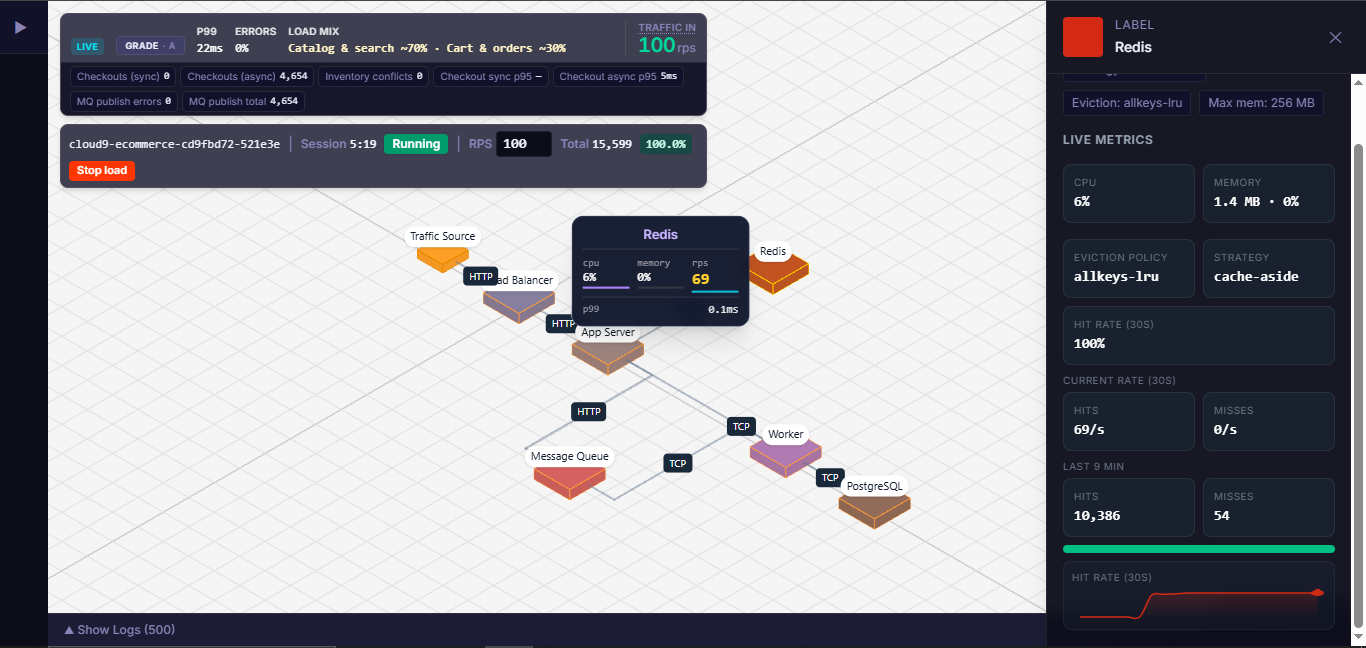 LIVE
GRADE · A
P99
22ms
ERRORS
0%
LOAD MIX
Catalog & search ~70% · Cart & orders ~30%
TRAFFIC IN
100 rps
Checkouts (sync) 0
Checkouts (async) 4,654
Inventory conflicts 0
Checkout sync p95 —
Checkout async p95 5ms
MQ publish errors 0
MQ publish total 4,654
cloud9-ecommerce-cd9fbd72-521e3e
Session 5:19
Running
RPS 100
Total 15,599
100.0%
Stop load
Traffic Source
HTTP
ad Balancer
HTTP
App Server
Redis
cpu
6%
memory
0%
rps
69
p99
0.1ms
Redis
HTTP
TCP
Worker
Message Queue
TCP
TCP
PostgreSQL
▲ Show Logs (500)
LABEL
Redis
Eviction: allkeys-lru
Max mem: 256 MB
LIVE METRICS
CPU
6%
MEMORY
1.4 MB · 0%
EVICTION POLICY
allkeys-lru
STRATEGY
cache-aside
HIT RATE (30S)
100%
CURRENT RATE (30S)
HITS
69/s
MISSES
0/s
LAST 9 MIN
HITS
10,386
MISSES
54
HIT RATE (30S)